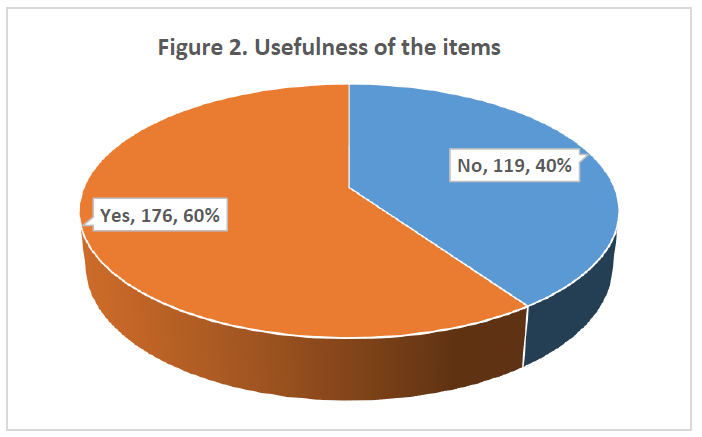 Figure 2. Usefulness of the items
No, 119, 40%
Yes, 176, 60%